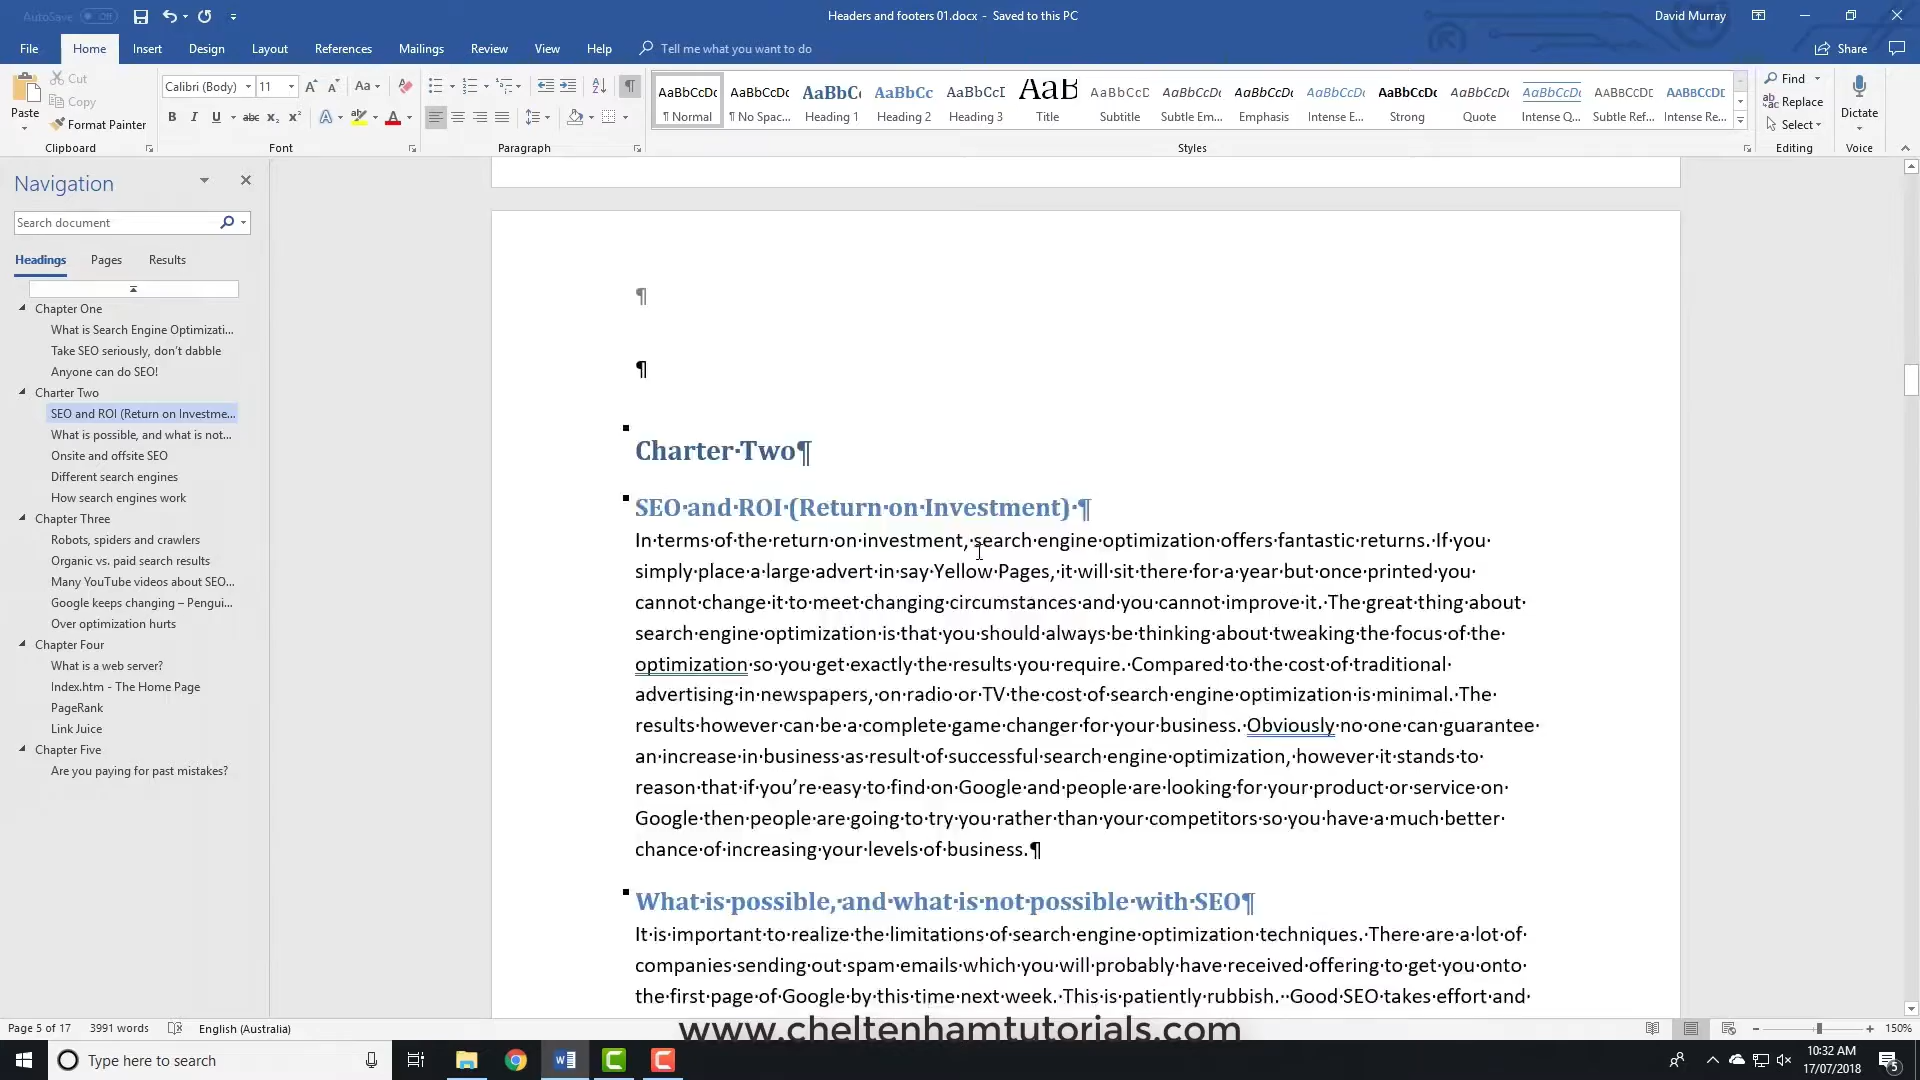 AutoSave Off
Headers and footers 01.docx - Saved to this PC
David Murray
File Home Insert Design Layout References Mailings Review View Help Tell me what you want to do Share
Paste
Cut
Copy
Format Painter
Clipboard
Calibri (Body) 11
Font
Paragraph
AaBbCcDc AaBbCcDc AaBbC AaBbCc AaBbCcD AaB AaBbCcD AaBbCcDc AaBbCcDc AaBbCcDc AaBbCcDc AaBbCcDc AaBbCcDc AABBCCDE AABBCCDE
¶ Normal ¶ No Spac... Heading 1 Heading 2 Heading 3 Title Subtitle Subtle Em... Emphasis Intense E... Strong Quote Intense Q... Subtle Ref... Intense Re...
Styles
Find
Replace
Select
Editing
Dictate
Voice
Navigation
Search document
Headings Pages Results
Chapter One
What is Search Engine Optimizati...
Take SEO seriously, don’t dabble
Anyone can do SEO!
Charter Two
SEO and ROI (Return on Investme...
What is possible, and what is not...
Onsite and offsite SEO
Different search engines
How search engines work
Chapter Three
Robots, spiders and crawlers
Organic vs. paid search results
Many YouTube videos about SEO...
Google keeps changing – Pengui...
Over optimization hurts
Chapter Four
What is a web server?
Index.htm - The Home Page
PageRank
Link Juice
Chapter Five
Are you paying for past mistakes?
¶
¶
Charter·Two¶
SEO·and·ROI·(Return·on·Investment)·¶
In·terms·of·the·return·on·investment,·search·engine·optimization·offers·fantastic·returns.·If·you·
simply·place·a·large·advert·in·say·Yellow·Pages,·it·will·sit·there·for·a·year·but·once·printed·you·
cannot·change·it·to·meet·changing·circumstances·and·you·cannot·improve·it.·The·great·thing·about·
search·engine·optimization·is·that·you·should·always·be·thinking·about·tweaking·the·focus·of·the·
optimization·so·you·get·exactly·the·results·you·require.·Compared·to·the·cost·of·traditional·
advertising·in·newspapers,·on·radio·or·TV·the·cost·of·search·engine·optimization·is·minimal.·The·
results·however·can·be·a·complete·game·changer·for·your·business.·Obviously·no·one·can·guarantee·
an·increase·in·business·as·result·of·successful·search·engine·optimization,·however·it·stands·to·
reason·that·if·you’re·easy·to·find·on·Google·and·people·are·looking·for·your·product·or·service·on·
Google·then·people·are·going·to·try·you·rather·than·your·competitors·so·you·have·a·much·better·
chance·of·increasing·your·levels·of·business.¶
What·is·possible,·and·what·is·not·possible·with·SEO¶
It·is·important·to·realize·the·limitations·of·search·engine·optimization·techniques.·There·are·a·lot·of·
companies·sending·out·spam·emails·which·you·will·probably·have·received·offering·to·get·you·onto·
the·first·page·of·Google·by·this·time·next·week.·This·is·patiently·rubbish.··Good·SEO·takes·effort·and·
Page 5 of 17 3991 words English (Australia) 150%
www.cheltenhamtutorials.com
Type here to search
10:32 AM
17/07/2018
5